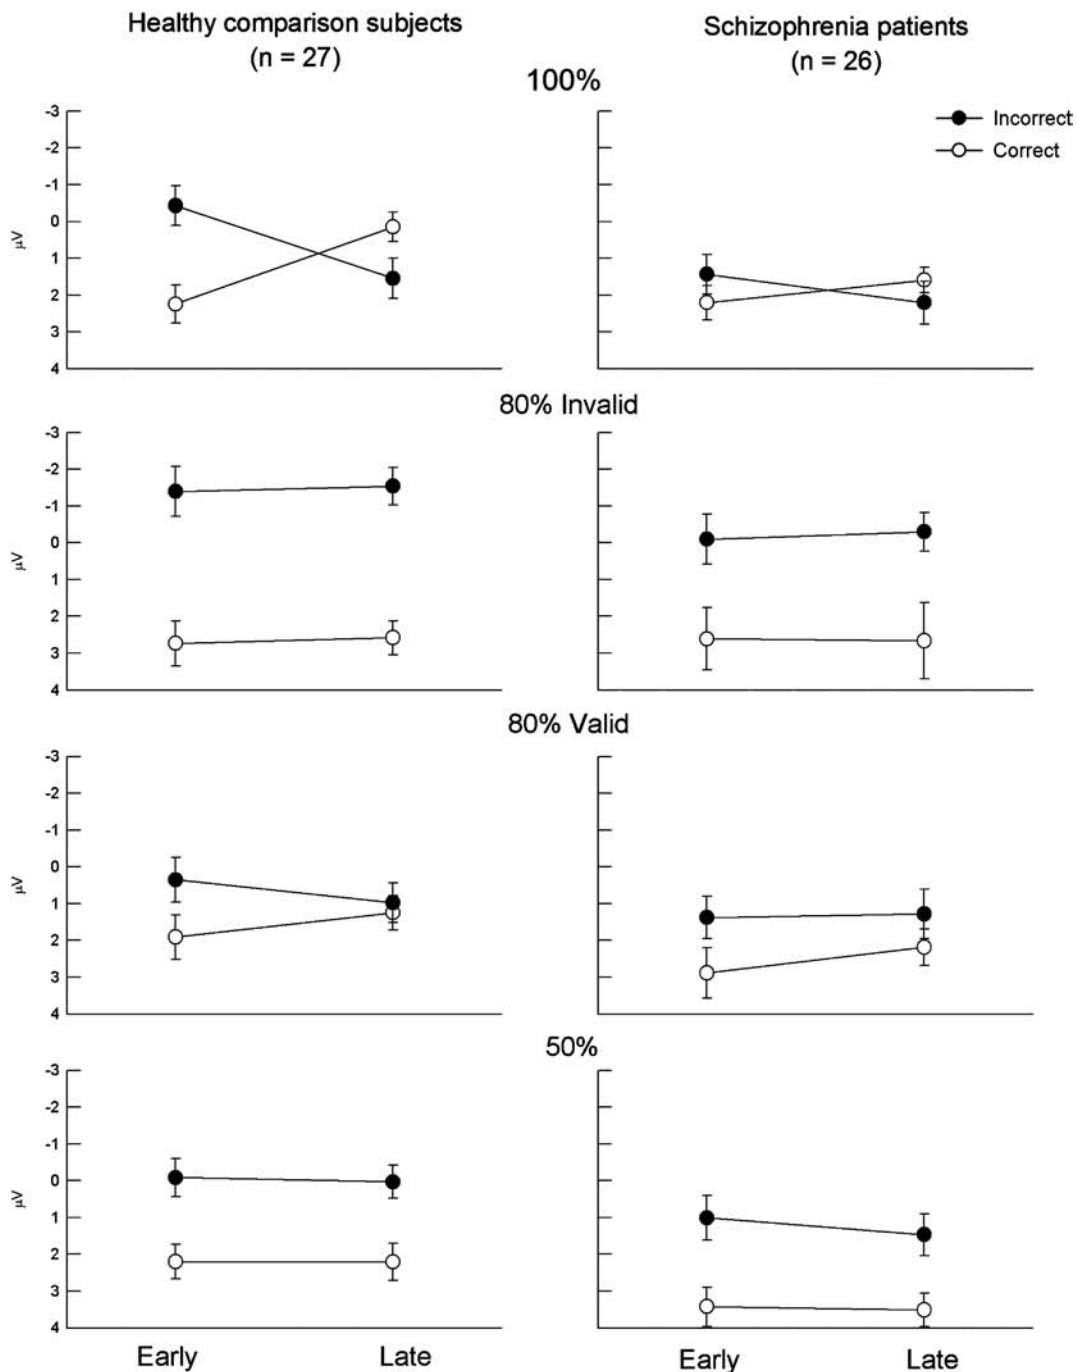 Healthy comparison subjects
(n = 27)
Schizophrenia patients
(n = 26)
100%
-3
-2
-1
0
1
2
3
4
µV
Incorrect
Correct
80% Invalid
-3
-2
-1
0
1
2
3
4
µV
80% Valid
-3
-2
-1
0
1
2
3
4
µV
50%
-3
-2
-1
0
1
2
3
4
µV
Early
Late
Early
Late